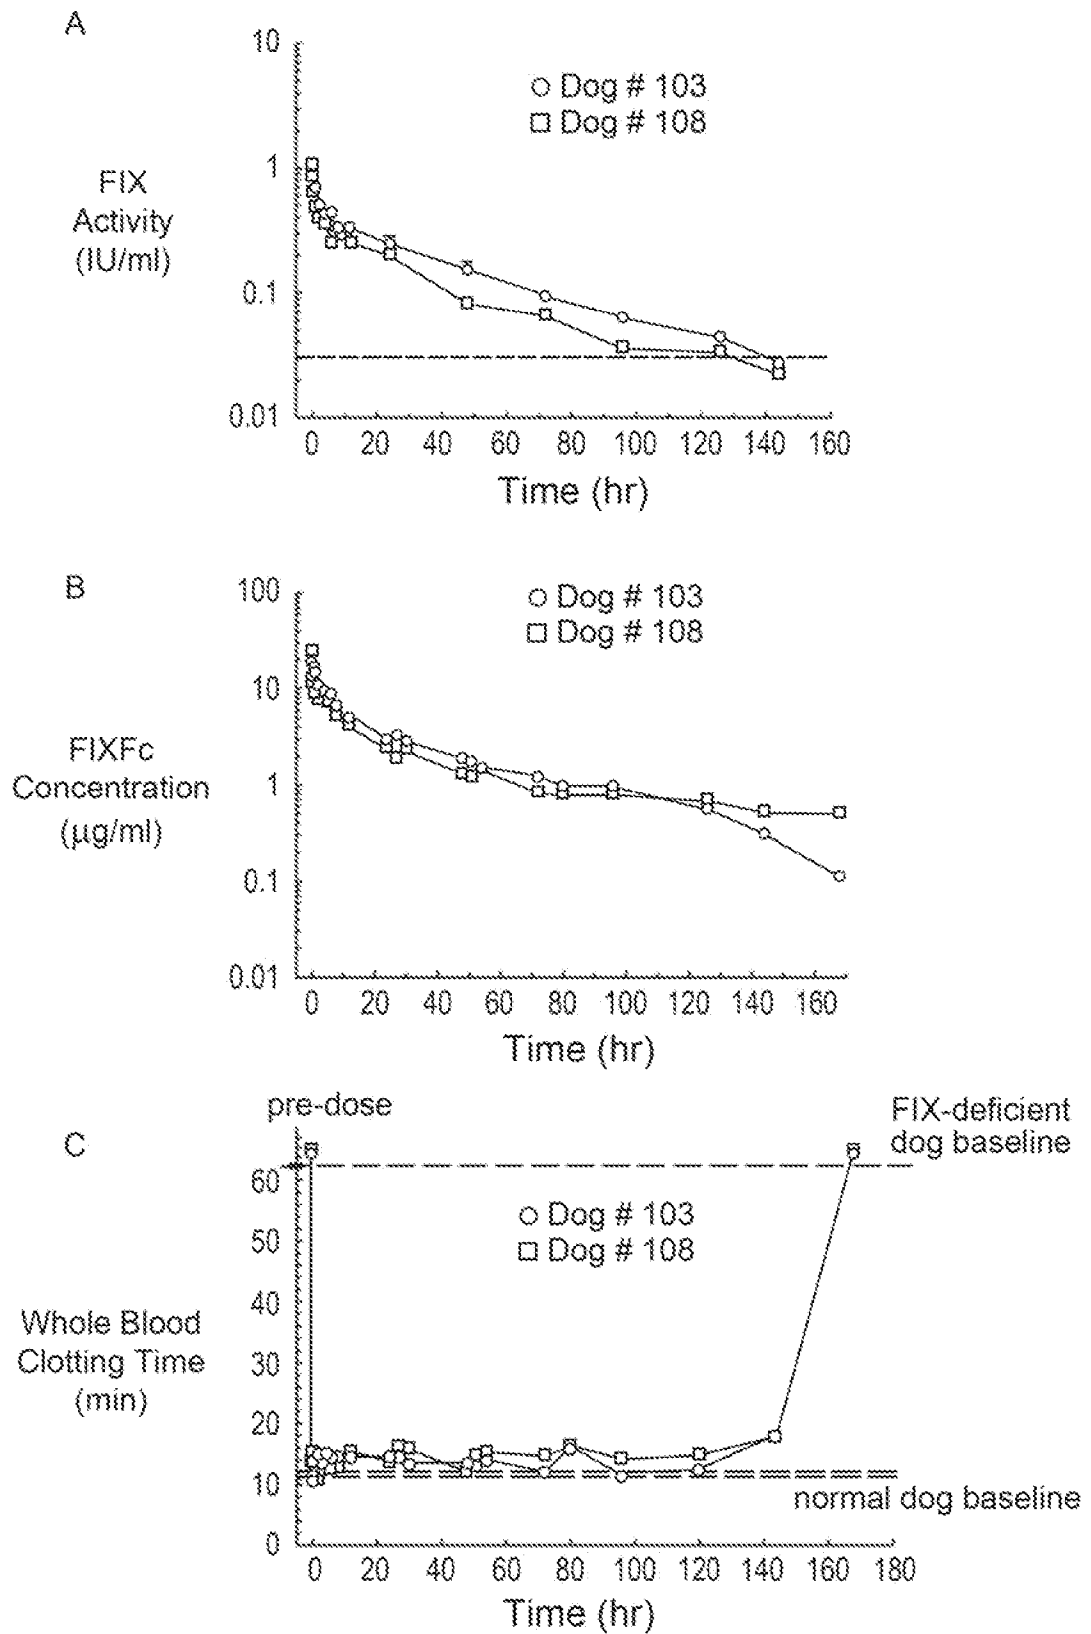 A
10
1
0.1
0.01
FIX
Activity
(IU/ml)
○ Dog # 103
□ Dog # 108
0 20 40 60 80 100 120 140 160
Time (hr)
B
100
10
1
0.1
0.01
FIXFc
Concentration
(µg/ml)
○ Dog # 103
□ Dog # 108
0 20 40 60 80 100 120 140 160
Time (hr)
C
pre-dose
FIX-deficient
dog baseline
60
50
40
30
20
10
0
Whole Blood
Clotting Time
(min)
○ Dog # 103
□ Dog # 108
normal dog baseline
0 20 40 60 80 100 120 140 160 180
Time (hr)